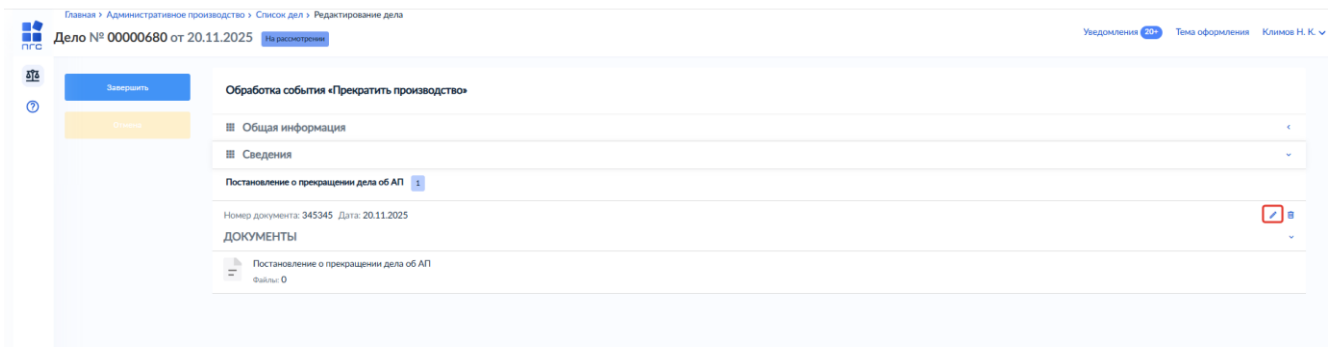 Главная > Административное производство > Список дел > Редактирование дела
ПГС
Дело № 00000680 от 20.11.2025 На рассмотрении
Уведомления 20+ Тема оформления Климов Н. К.
Завершить
Отмена
Обработка события «Прекратить производство»
Общая информация
Сведения
Постановление о прекращении дела об АП 1
Номер документа: 345345 Дата: 20.11.2025
ДОКУМЕНТЫ
Постановление о прекращении дела об АП
Файлы: 0